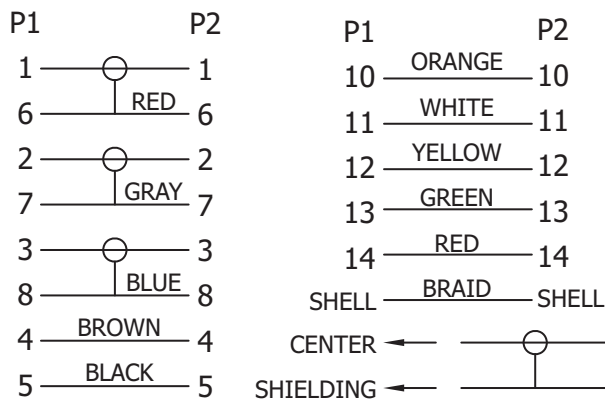 P1 P2
1 1
6 RED 6
2 2
7 GRAY 7
3 3
8 BLUE 8
4 BROWN 4
5 BLACK 5
P1 P2
10 ORANGE 10
11 WHITE 11
12 YELLOW 12
13 GREEN 13
14 RED 14
SHELL BRAID SHELL
CENTER
SHIELDING